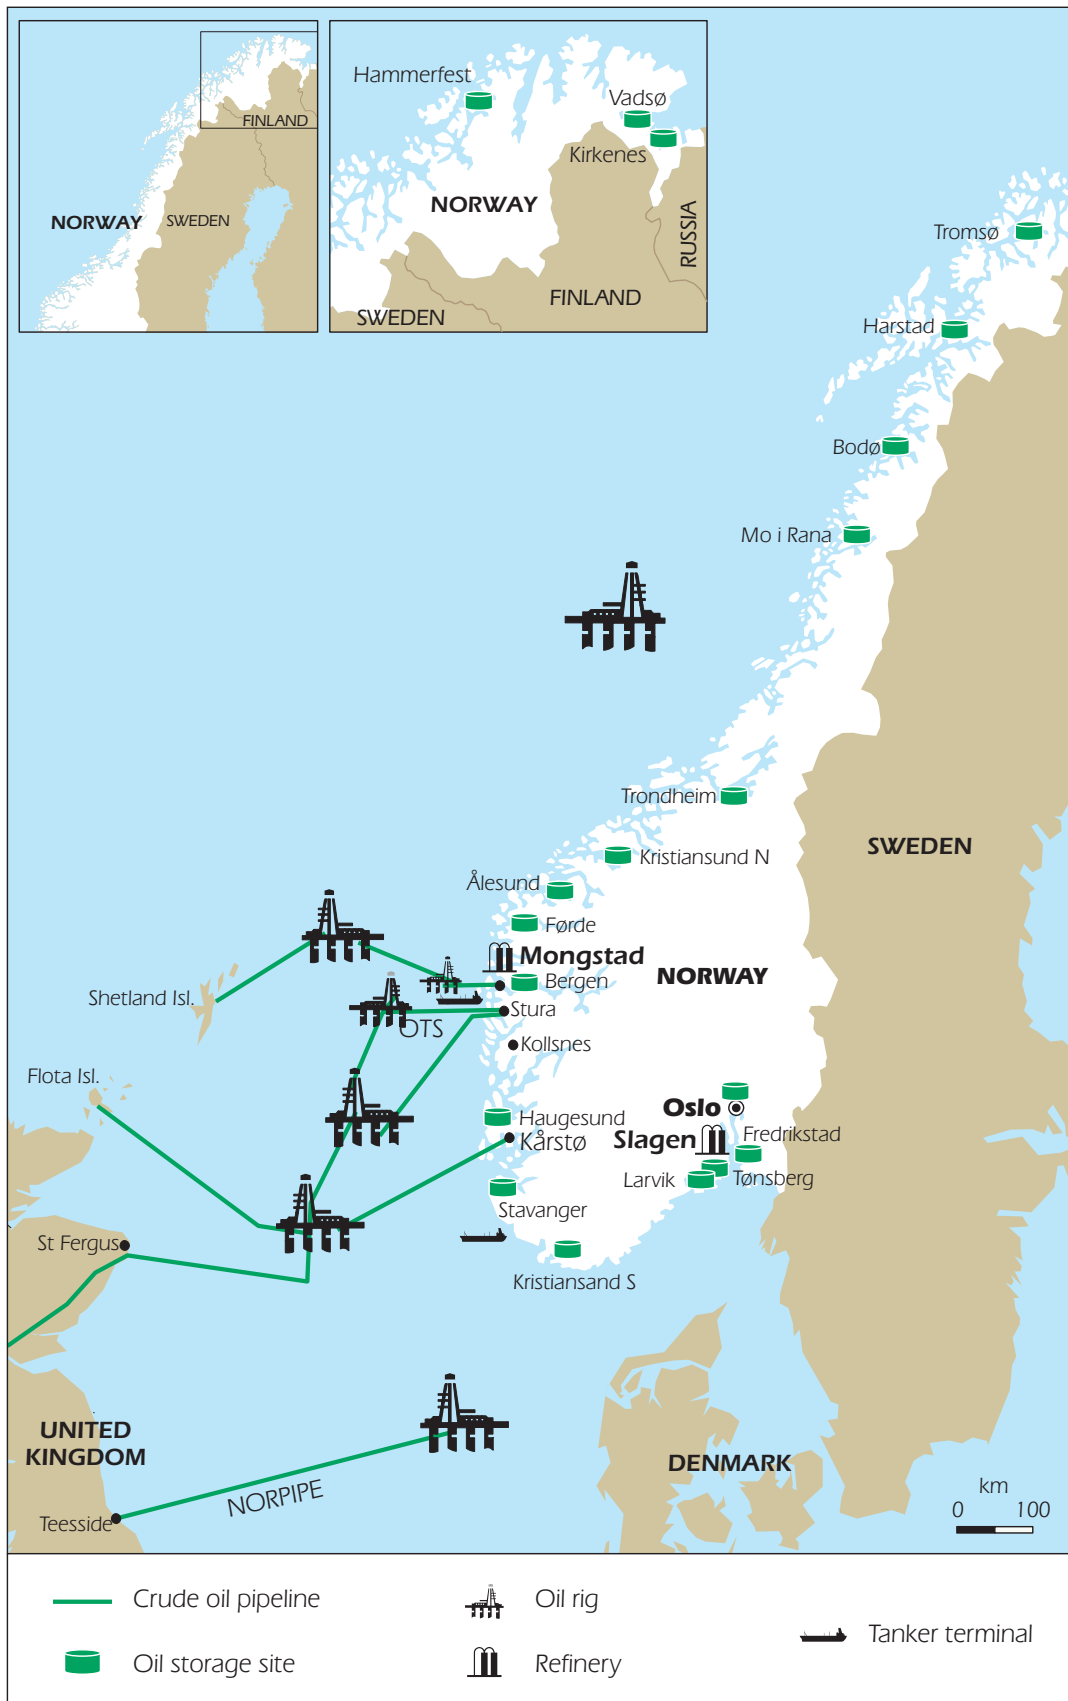 FINLAND
NORWAY
SWEDEN
Hammerfest
Vadsø
Kirkenes
NORWAY
RUSSIA
FINLAND
SWEDEN
Tromsø
Harstad
Bodø
Mo i Rana
Trondheim
Kristiansund N
SWEDEN
Ålesund
Førde
Mongstad
NORWAY
Bergen
Shetland Isl.
Stura
OTS
Kollsnes
Flota Isl.
Oslo
Haugesund
Slagen
Fredrikstad
Kårstø
Larvik
Tønsberg
Stavanger
St Fergus
Kristiansand S
UNITED
KINGDOM
DENMARK
NORPIPE
Teesside
km
0 100
Crude oil pipeline
Oil rig
Tanker terminal
Oil storage site
Refinery